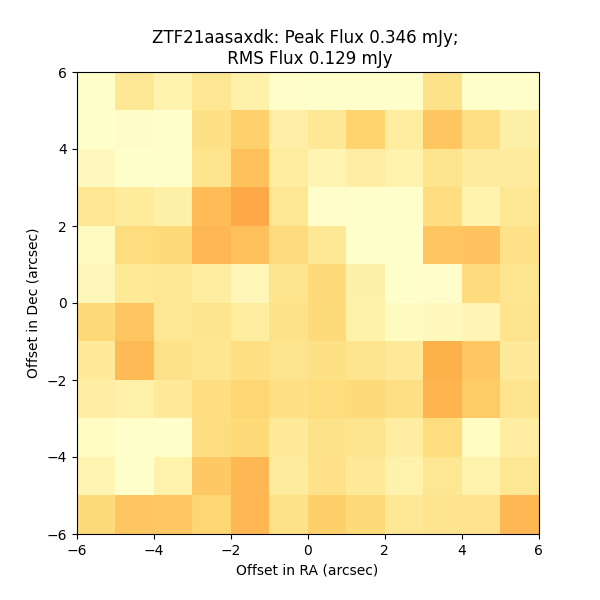 ZTF21aasaxdk: Peak Flux 0.346 mJy;
RMS Flux 0.129 mJy
6
4
2
0
−2
−4
−6
Offset in Dec (arcsec)
−6 −4 −2 0 2 4 6
Offset in RA (arcsec)